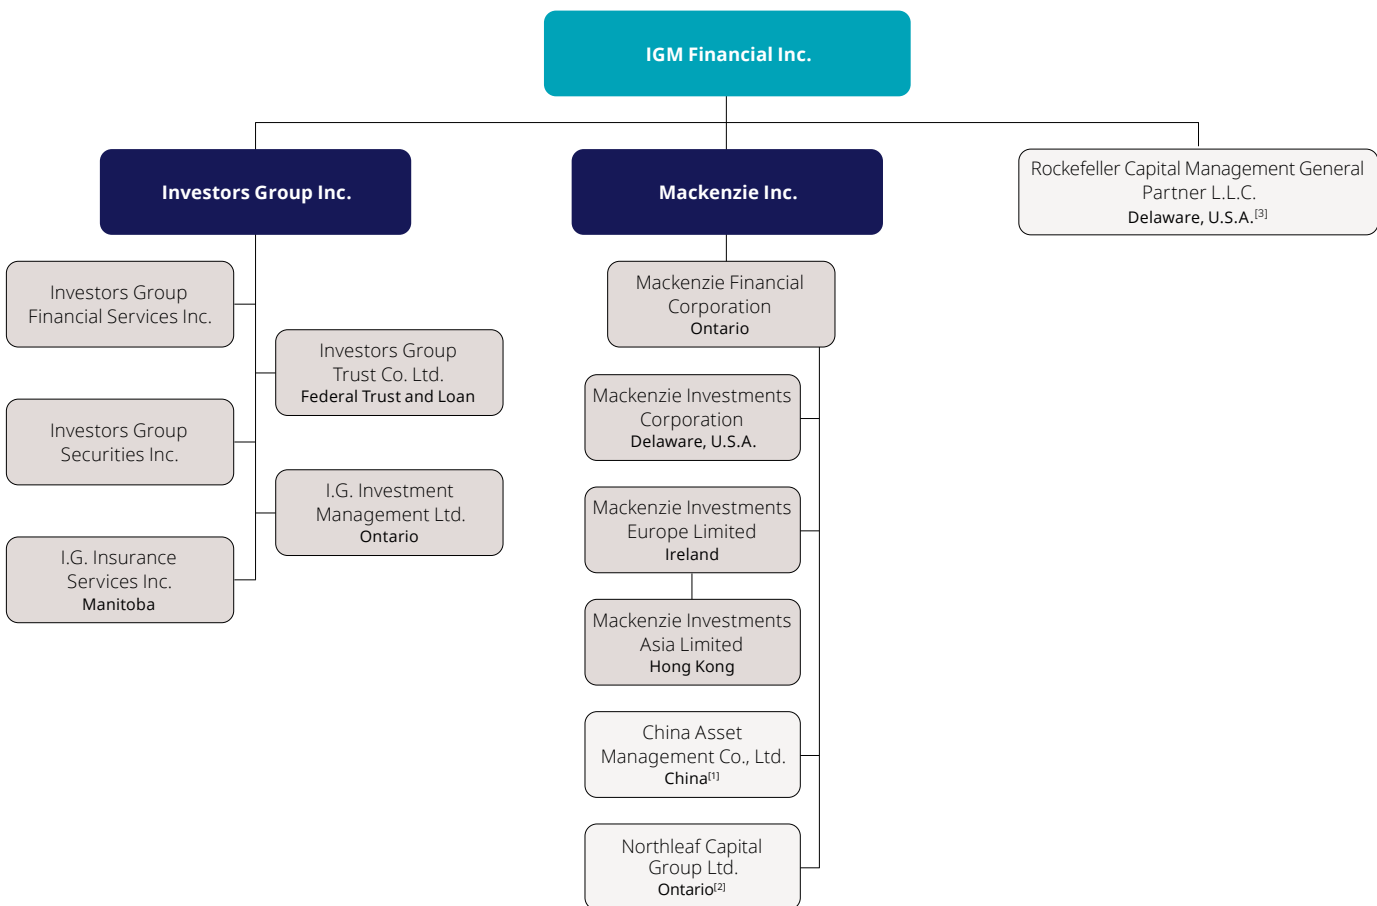 IGM Financial Inc.
Investors Group Inc.
Mackenzie Inc.
Rockefeller Capital Management General
Partner L.L.C.
Delaware, U.S.A.[3]
Investors Group
Financial Services Inc.
Investors Group
Trust Co. Ltd.
Federal Trust and Loan
Investors Group
Securities Inc.
I.G. Investment
Management Ltd.
Ontario
I.G. Insurance
Services Inc.
Manitoba
Mackenzie Financial
Corporation
Ontario
Mackenzie Investments
Corporation
Delaware, U.S.A.
Mackenzie Investments
Europe Limited
Ireland
Mackenzie Investments
Asia Limited
Hong Kong
China Asset
Management Co., Ltd.
China[1]
Northleaf Capital
Group Ltd.
Ontario[2]